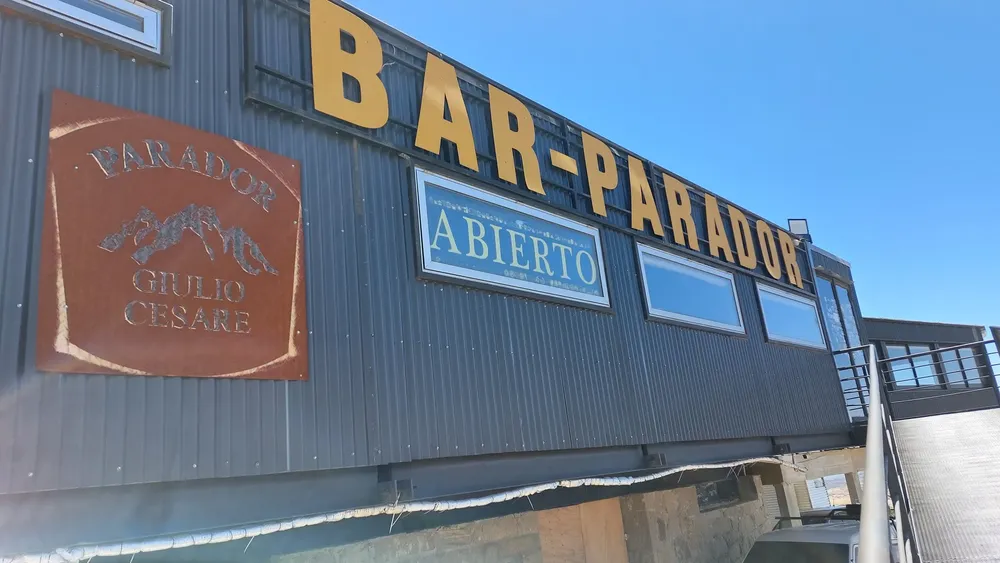 BAR-PARADOR
PARADOR
GIULIO
CESARE
ABIERTO